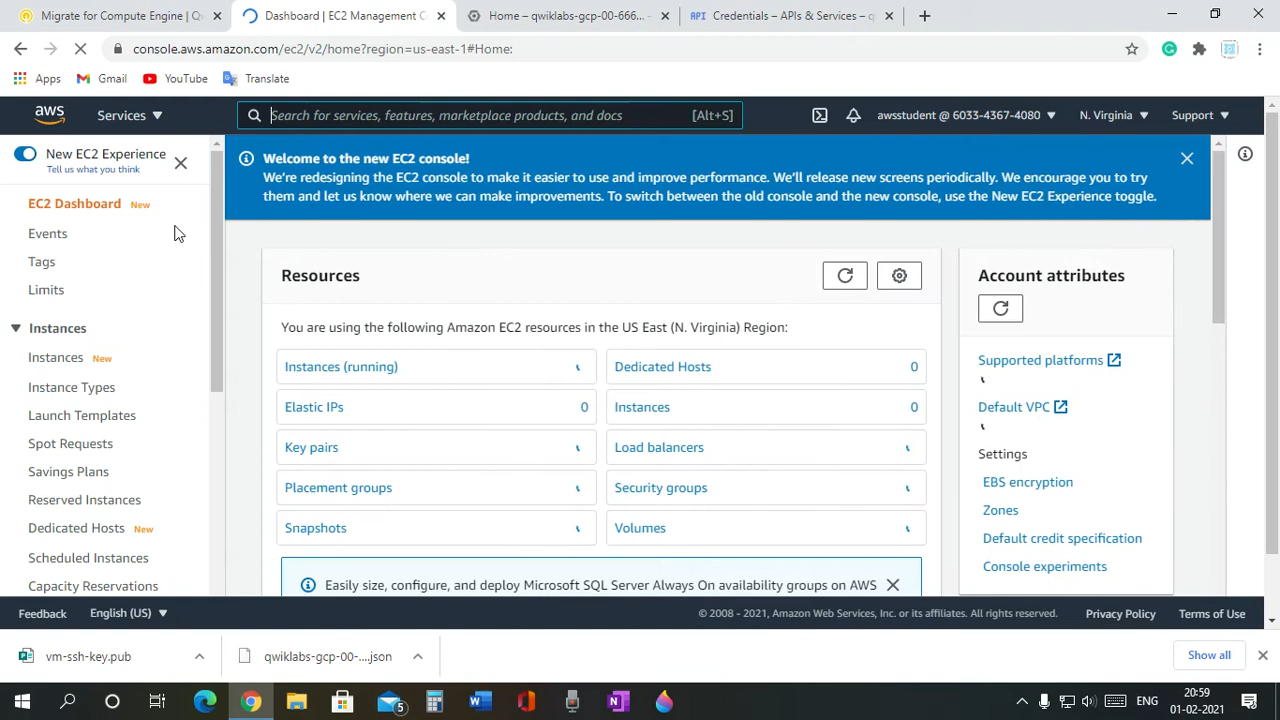 Migrate for Compute Engine | Qwi
Dashboard | EC2 Management C
Home – qwiklabs-gcp-00-666...
API Credentials – APIs & Services – q
console.aws.amazon.com/ec2/v2/home?region=us-east-1#Home:
Apps Gmail YouTube Translate
aws Services Search for services, features, marketplace products, and docs [Alt+S] awsstudent @ 6033-4367-4080 N. Virginia Support
New EC2 Experience
Tell us what you think
EC2 Dashboard New
Events
Tags
Limits
Instances
Instances New
Instance Types
Launch Templates
Spot Requests
Savings Plans
Reserved Instances
Dedicated Hosts New
Scheduled Instances
Capacity Reservations
Welcome to the new EC2 console!
We're redesigning the EC2 console to make it easier to use and improve performance. We'll release new screens periodically. We encourage you to try
them and let us know where we can make improvements. To switch between the old console and the new console, use the New EC2 Experience toggle.
Resources
You are using the following Amazon EC2 resources in the US East (N. Virginia) Region:
Instances (running)
Dedicated Hosts 0
Elastic IPs 0
Instances 0
Key pairs
Load balancers
Placement groups
Security groups
Snapshots
Volumes
Easily size, configure, and deploy Microsoft SQL Server Always On availability groups on AWS
Account attributes
Supported platforms
Default VPC
Settings
EBS encryption
Zones
Default credit specification
Console experiments
Feedback English (US) © 2008 - 2021, Amazon Web Services, Inc. or its affiliates. All rights reserved. Privacy Policy Terms of Use
vm-ssh-key.pub
qwiklabs-gcp-00-....json
Show all
5
ENG
20:59
01-02-2021